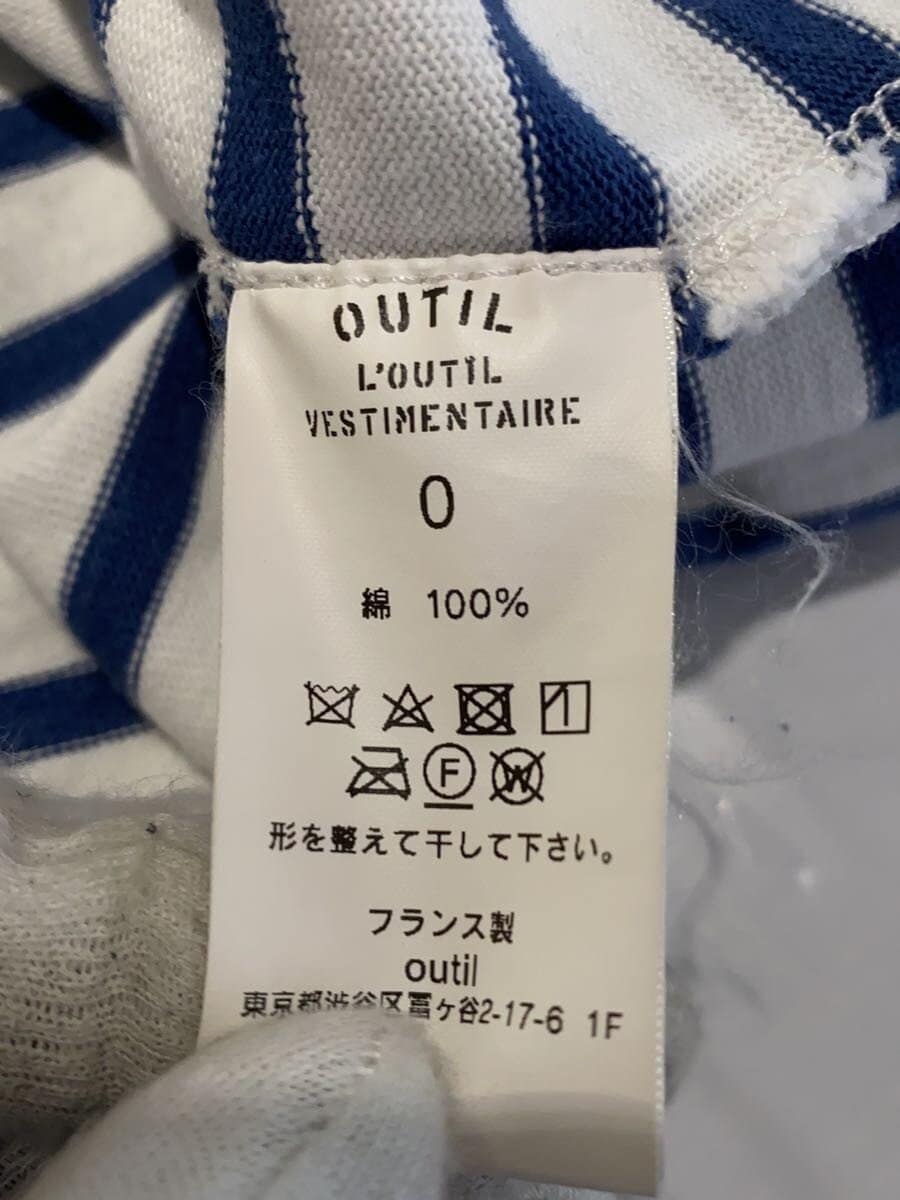 OUTIL
L'OUTIL
VESTIMENTAIRE
0
綿 100%
F W
形を整えて干して下さい。
フランス製
outil
東京都渋谷区富ヶ谷2-17-6 1F